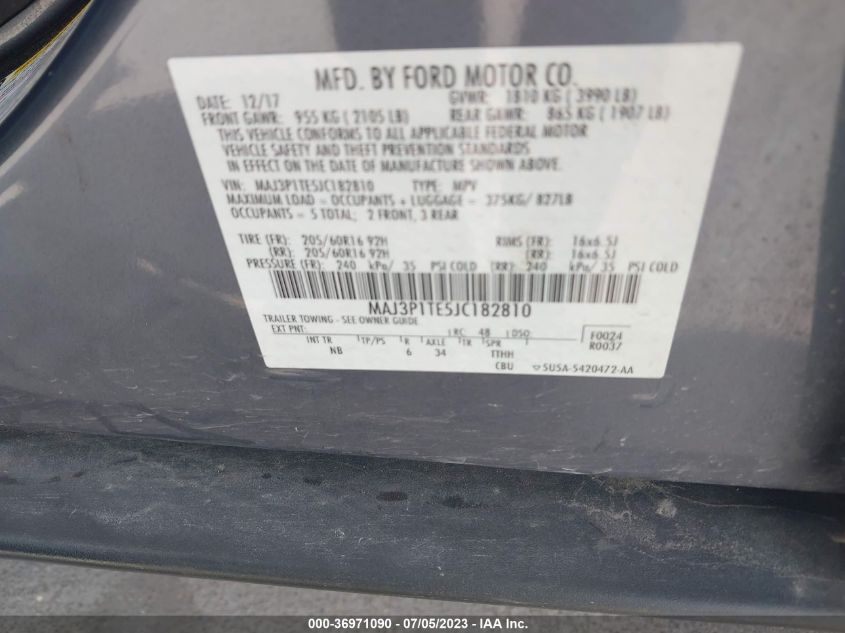 MFD. BY FORD MOTOR CO.
DATE: 12/17 GVWR: 1810 KG ( 3990 LB)
FRONT GAWR: 955 KG ( 2105 LB) REAR GAWR: 865 KG ( 1907 LB)
THIS VEHICLE CONFORMS TO ALL APPLICABLE FEDERAL MOTOR
VEHICLE SAFETY AND THEFT PREVENTION STANDARDS
IN EFFECT ON THE DATE OF MANUFACTURE SHOWN ABOVE.
VIN: MAJ3P1TE5JC182810 TYPE: MPV
MAXIMUM LOAD = OCCUPANTS + LUGGAGE = 375KG/ 827LB
OCCUPANTS = 5 TOTAL; 2 FRONT, 3 REAR
TIRE (FR): 205/60R16 92H RIMS (FR): 16x6.5J
(RR): 205/60R16 92H (RR): 16x6.5J
PRESSURE (FR): 240 kPa/ 35 PSI COLD (RR): 240 kPa/ 35 PSI COLD
MAJ3P1TE5JC182810
TRAILER TOWING - SEE OWNER GUIDE
EXT PNT: RC: 48 DSO: F0024
INT TR TP/PS R AXLE TR SPR R0037
NB 6 34 TTHH
CBU SU5A-5420472-AA
000-36971090 - 07/05/2023 - IAA Inc.